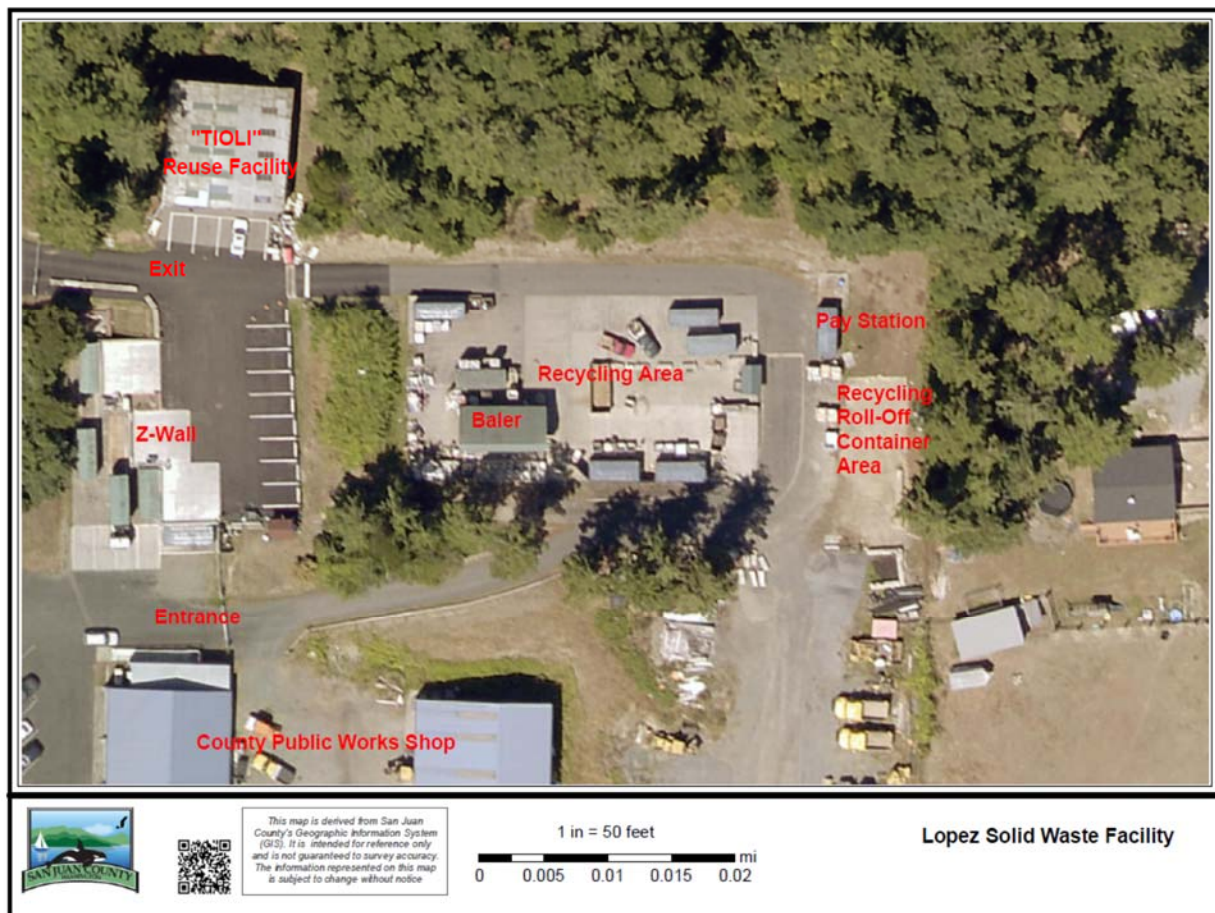 "TIOLI"
Reuse Facility
Exit
Pay Station
Recycling Area
Recycling
Roll-Off
Container
Area
Baler
Z-Wall
Entrance
County Public Works Shop
SAN JUAN COUNTY
This map is derived from San Juan
County's Geographic Information System
(GIS). It is intended for reference only
and is not guaranteed to survey accuracy.
The information represented on this map
is subject to change without notice
1 in = 50 feet
mi
0 0.005 0.01 0.015 0.02
Lopez Solid Waste Facility